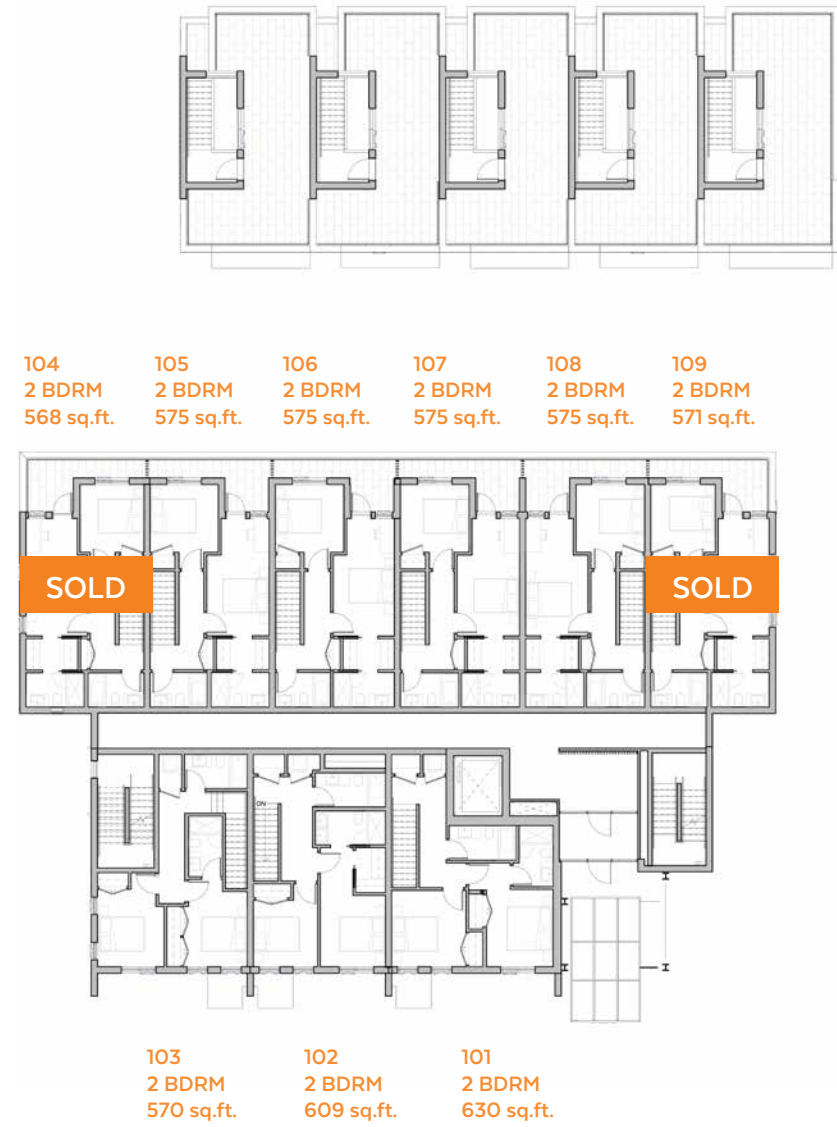 104
2 BDRM
568 sq.ft.
105
2 BDRM
575 sq.ft.
106
2 BDRM
575 sq.ft.
107
2 BDRM
575 sq.ft.
108
2 BDRM
575 sq.ft.
109
2 BDRM
571 sq.ft.
SOLD
SOLD
DN
103
2 BDRM
570 sq.ft.
102
2 BDRM
609 sq.ft.
101
2 BDRM
630 sq.ft.